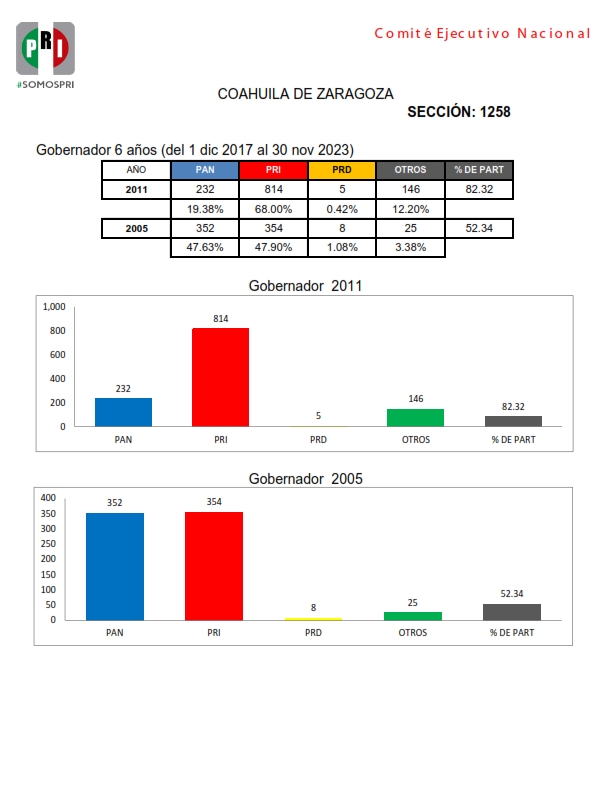 PRI
#SOMOSPRI
Comité Ejecutivo Nacional
COAHUILA DE ZARAGOZA
SECCIÓN: 1258
Gobernador 6 años (del 1 dic 2017 al 30 nov 2023)
AÑO PAN PRI PRD OTROS % DE PART
2011 232 814 5 146 82.32
19.38% 68.00% 0.42% 12.20%
2005 352 354 8 25 52.34
47.63% 47.90% 1.08% 3.38%
Gobernador 2011
1,000
800
600
400
200
0
232
814
5
146
82.32
PAN PRI PRD OTROS % DE PART
Gobernador 2005
400
350
300
250
200
150
100
50
0
352
354
8
25
52.34
PAN PRI PRD OTROS % DE PART